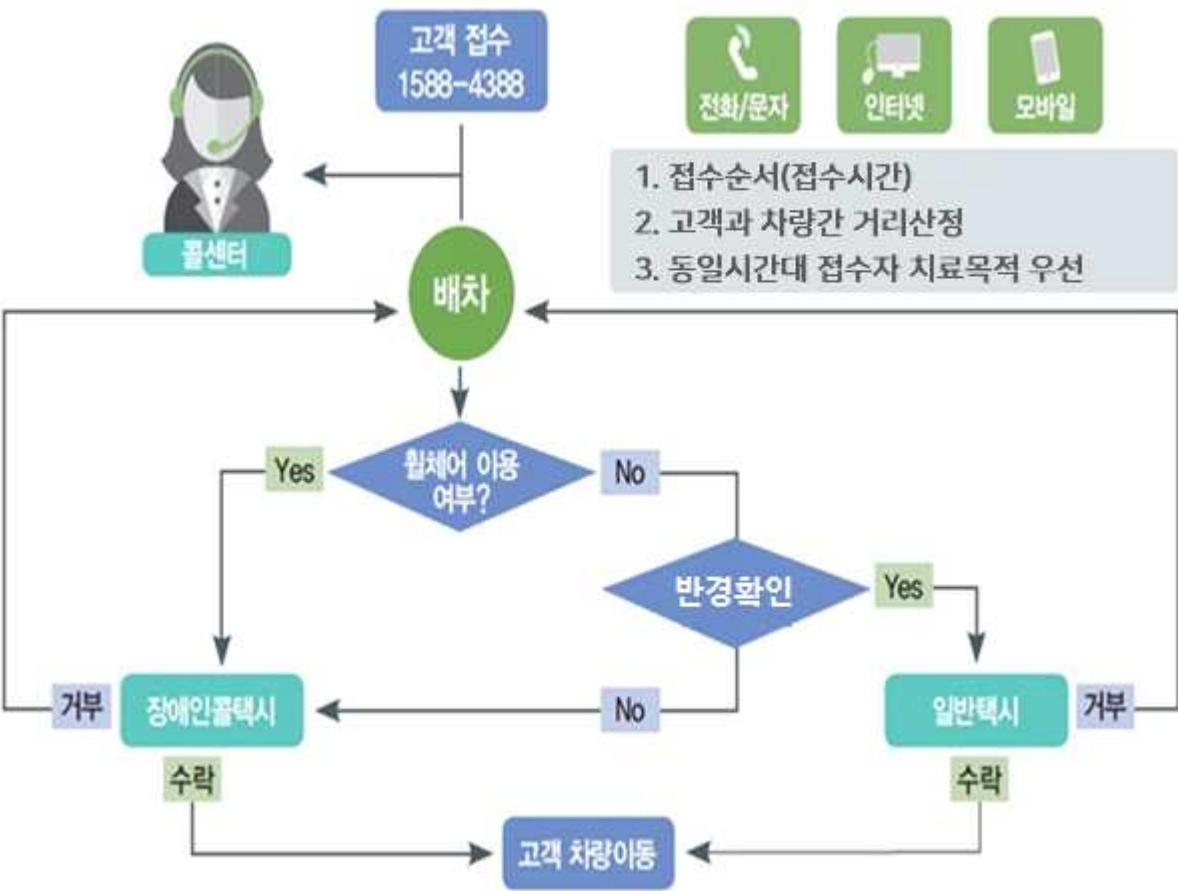 고객 접수
1588-4388
전화/문자
인터넷
모바일
콜센터
1. 접수순서(접수시간)
2. 고객과 차량간 거리산정
3. 동일시간대 접수자 치료목적 우선
배차
Yes
휠체어 이용
여부?
No
반경확인
Yes
거부
장애인콜택시
No
일반택시
거부
수락
수락
고객 차량이동